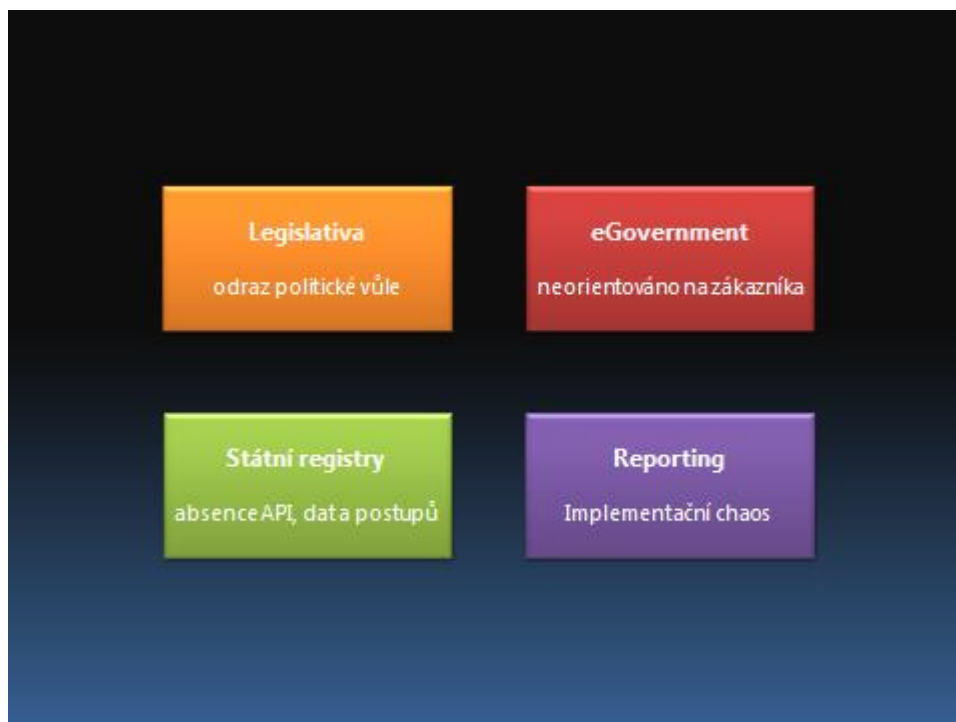 Legislativa
odraz politické vůle
eGovernment
neorientováno na zákazníka
Státní registry
absence API, data postupů
Reporting
Implementační chaos